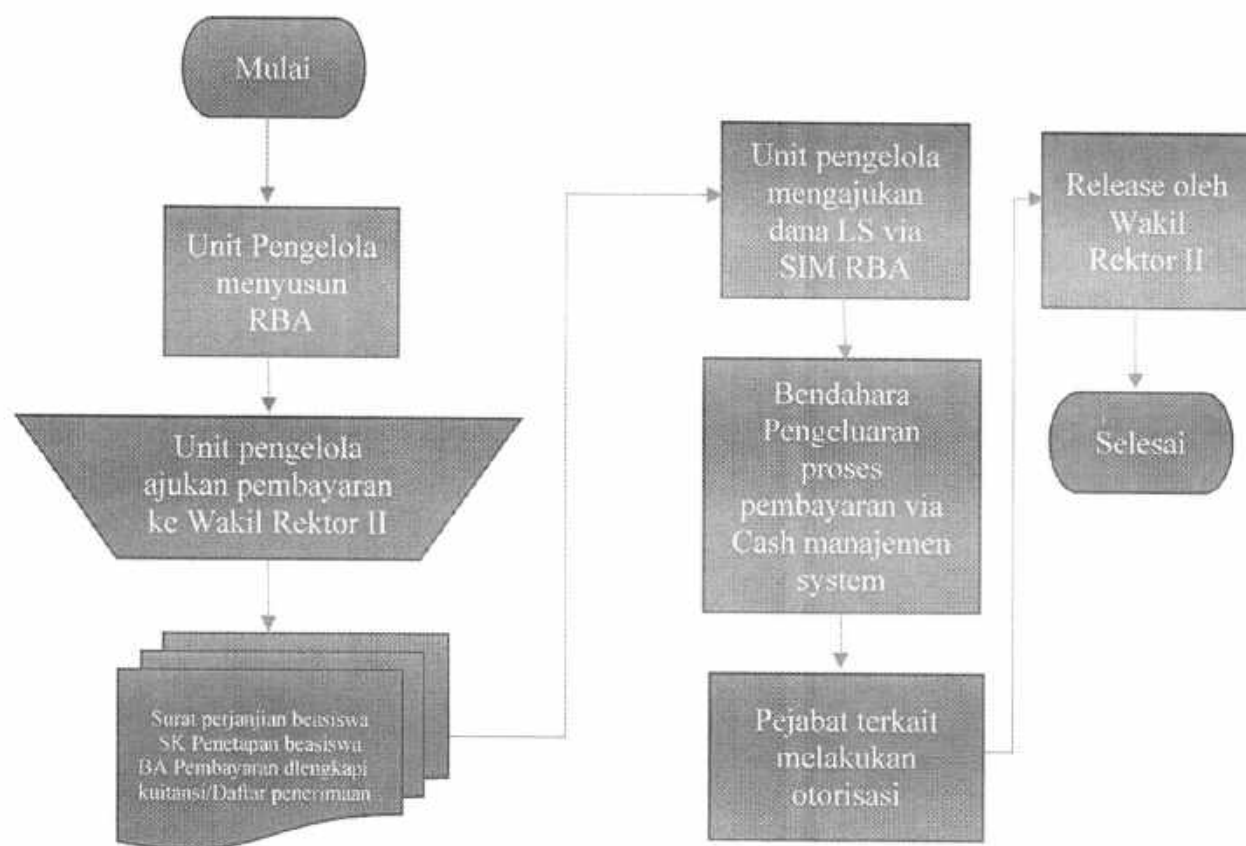 Mulai
Unit Pengelola
menyusun
RBA
Unit pengelola
ajukan pembayaran
ke Wakil Rektor II
Surat perjanjian beasiswa
SK Penetapan beasiswa
BA Pembayaran dlengkapi
kuitansi/Daftar penerimaan
Unit pengelola
mengajukan
dana LS via
SIM RBA
Bendahara
Pengeluaran
proses
pembayaran via
Cash manajemen
system
Pejabat terkait
melakukan
otorisasi
Release oleh
Wakil
Rektor II
Selesai